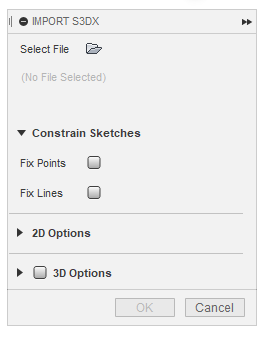 IMPORT S3DX
Select File
(No File Selected)
Constrain Sketches
Fix Points
Fix Lines
2D Options
3D Options
OK Cancel